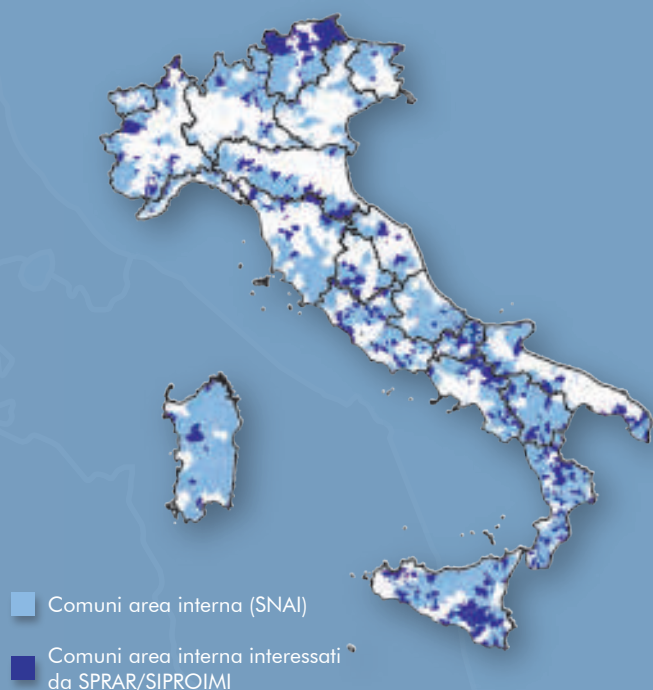 Comuni area interna (SNAI)
Comuni area interna interessati
da SPRAR/SIPROIMI